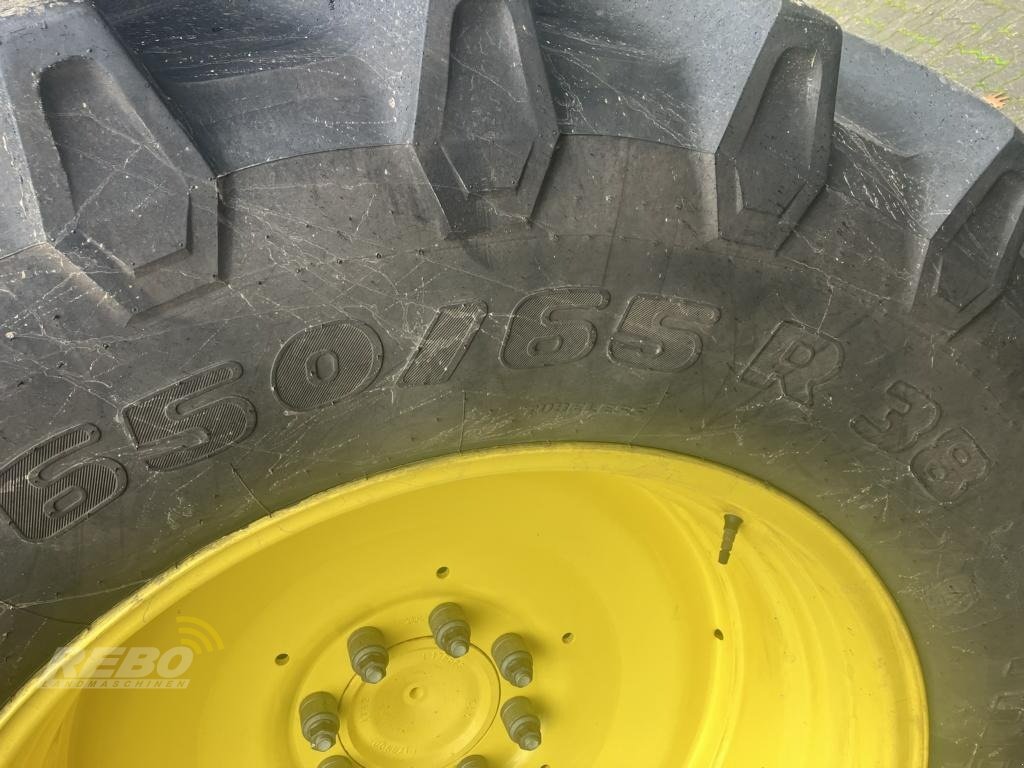 650/65 R 38
TUBELESS
REBO
LANDMASCHINEN